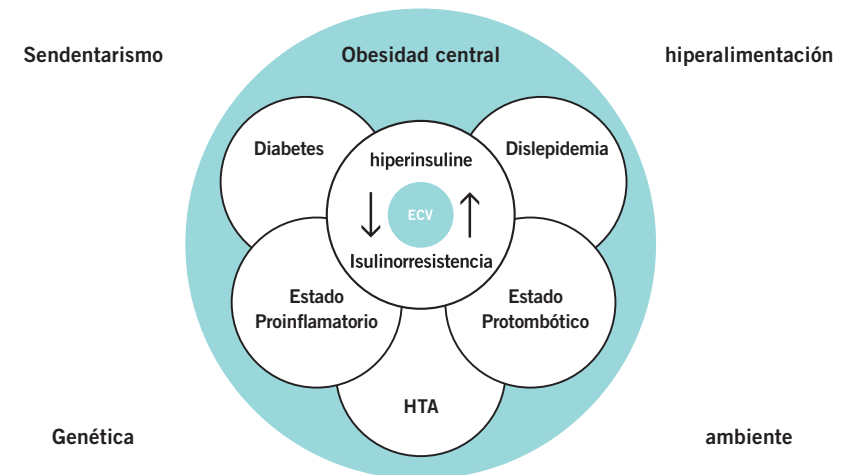 Sendentarismo
Obesidad central
hiperalimentación
Diabetes
Dislepidemia
hiperinsuline
ECV
Isulinorresistencia
Estado
Proinflamatorio
Estado
Protombótico
HTA
Genética
ambiente